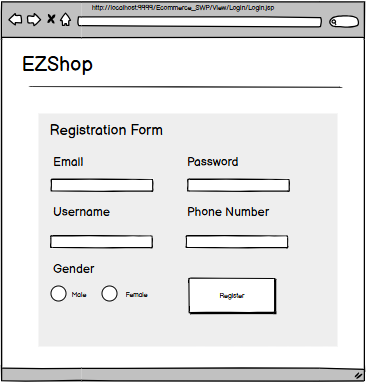 http://localhost:9999/Ecommerce_SWP/View/Login/Login.jsp
EZShop
Registration Form
Email Password
Username Phone Number
Gender
Male Female Register